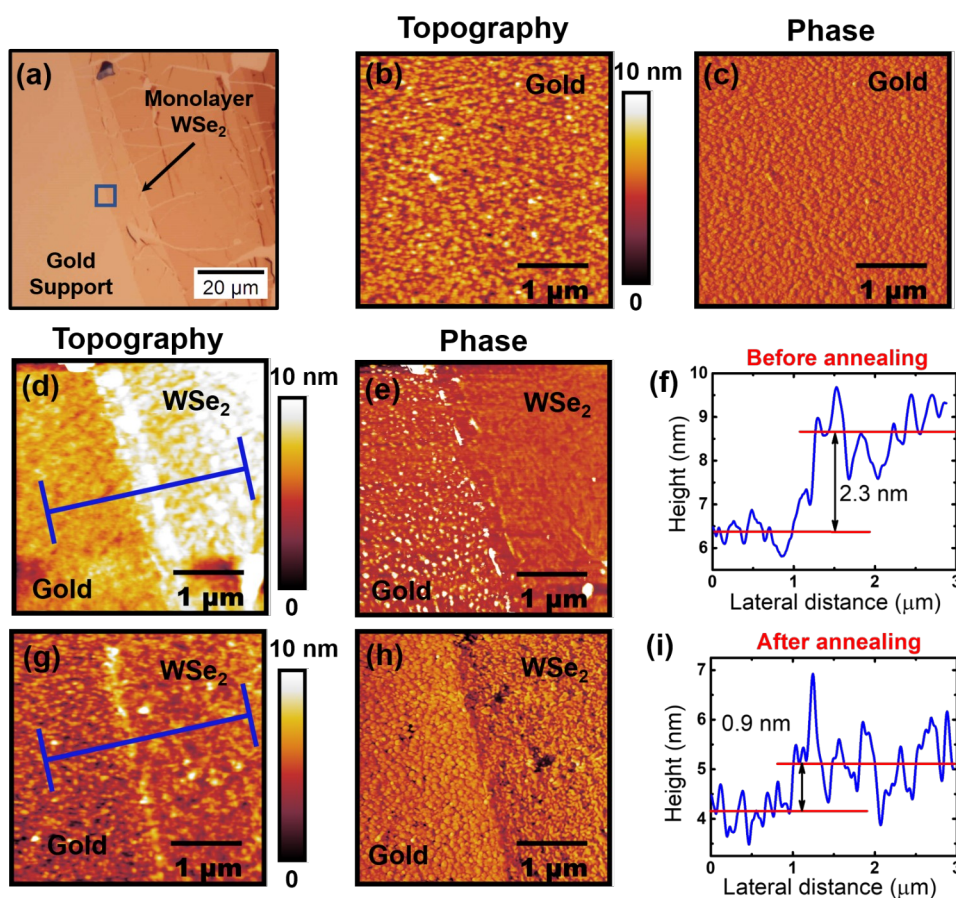 Topography
Phase
(a)
Monolayer
WSe₂
Gold
Support
20 µm
(b)
Gold
1 µm
10 nm
0
(c)
Gold
1 µm
Topography
Phase
(d)
WSe₂
Gold
1 µm
10 nm
0
(e)
WSe₂
Gold
1 µm
(f)
Before annealing
10
9
8
7
6
Height (nm)
2.3 nm
0 1 2 3
Lateral distance (µm)
(g)
WSe₂
Gold
1 µm
10 nm
0
(h)
WSe₂
Gold
1 µm
(i)
After annealing
7
6
5
4
Height (nm)
0.9 nm
0 1 2 3
Lateral distance (µm)